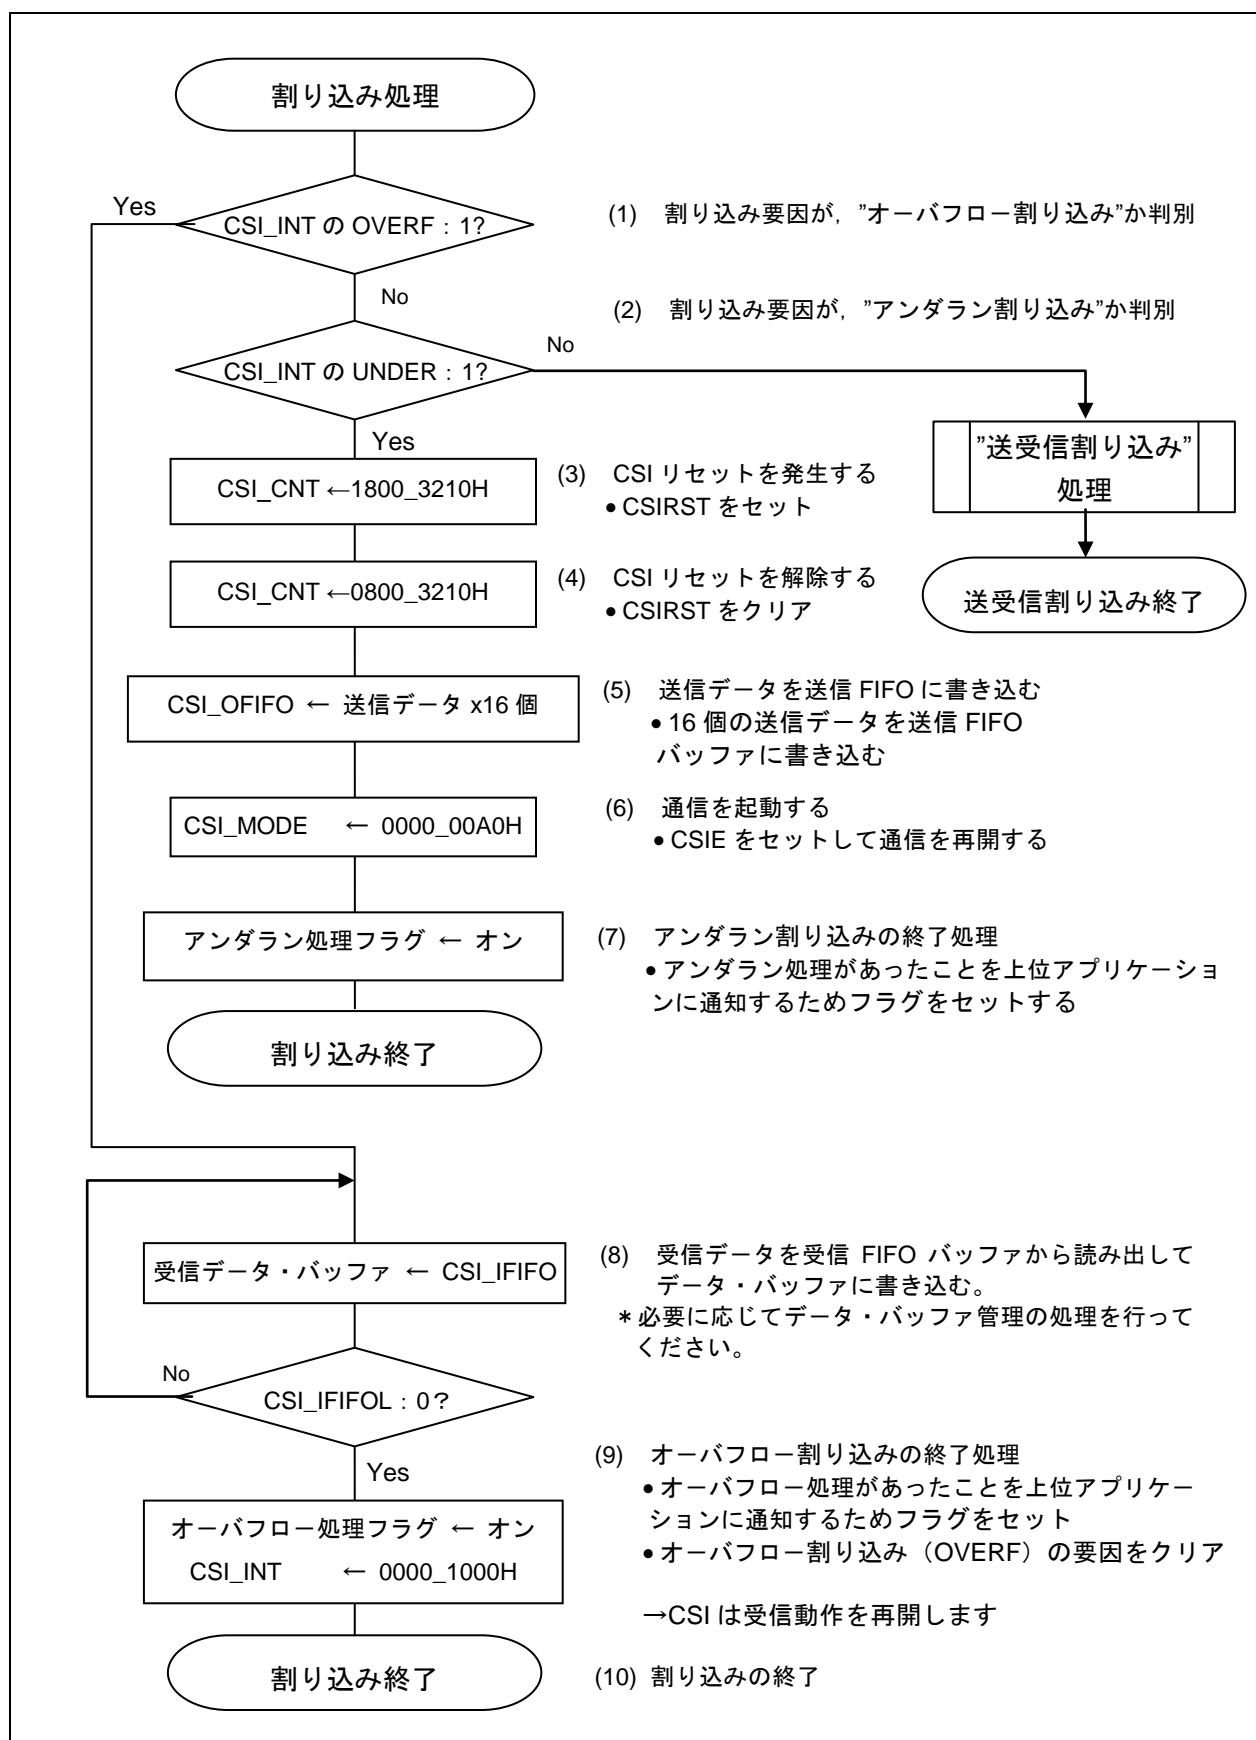 割り込み処理
Yes
CSI_INT の OVERF：1?
(1) 割り込み要因が，”オーバフロー割り込み”か判別
No
(2) 割り込み要因が，”アンダラン割り込み”か判別
CSI_INT の UNDER：1?
No
Yes
”送受信割り込み”
処理
送受信割り込み終了
CSI_CNT ←1800_3210H
(3) CSI リセットを発生する
• CSIRST をセット
CSI_CNT ←0800_3210H
(4) CSI リセットを解除する
• CSIRST をクリア
CSI_OFIFO ← 送信データ x16 個
(5) 送信データを送信 FIFO に書き込む
• 16 個の送信データを送信 FIFO
バッファに書き込む
CSI_MODE ← 0000_00A0H
(6) 通信を起動する
• CSIE をセットして通信を再開する
アンダラン処理フラグ ← オン
(7) アンダラン割り込みの終了処理
• アンダラン処理があったことを上位アプリケーショ
ンに通知するためフラグをセットする
割り込み終了
受信データ・バッファ ← CSI_IFIFO
(8) 受信データを受信 FIFO バッファから読み出して
データ・バッファに書き込む。
＊必要に応じてデータ・バッファ管理の処理を行って
ください。
No
CSI_IFIFOL：0？
Yes
(9) オーバフロー割り込みの終了処理
• オーバフロー処理があったことを上位アプリケー
ションに通知するためフラグをセット
• オーバフロー割り込み（OVERF）の要因をクリア
→CSI は受信動作を再開します
オーバフロー処理フラグ ← オン
CSI_INT ← 0000_1000H
割り込み終了
(10) 割り込みの終了